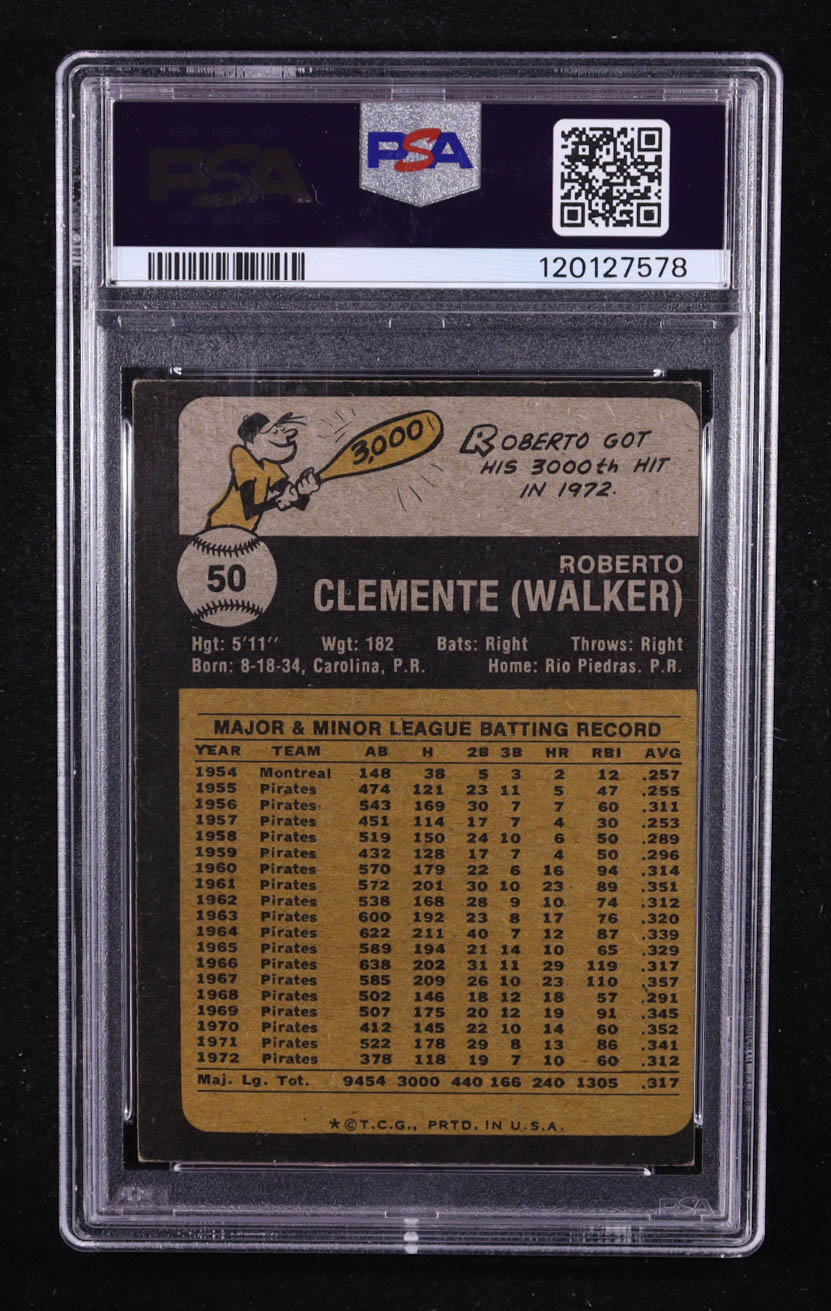 PSA PSA PSA
PSA
PSA PSA PSA
PSA
120127578
3,000
ROBERTO GOT
HIS 3000th HIT
IN 1972.
50
ROBERTO
CLEMENTE (WALKER)
Hgt: 5'11" Wgt: 182 Bats: Right Throws: Right
Born: 8-18-34, Carolina, P.R. Home: Rio Piedras. P.R.
MAJOR & MINOR LEAGUE BATTING RECORD
YEAR TEAM AB H 2B 3B HR RBI AVG
1954 Montreal 148 38 5 3 2 12 .257
1955 Pirates 474 121 23 11 5 47 .255
1956 Pirates 543 169 30 7 7 60 .311
1957 Pirates 451 114 17 7 4 30 .253
1958 Pirates 519 150 24 10 6 50 .289
1959 Pirates 432 128 17 7 4 50 .296
1960 Pirates 570 179 22 6 16 94 .314
1961 Pirates 572 201 30 10 23 89 .351
1962 Pirates 538 168 28 9 10 74 .312
1963 Pirates 600 192 23 8 17 76 .320
1964 Pirates 622 211 40 7 12 87 .339
1965 Pirates 589 194 21 14 10 65 .329
1966 Pirates 638 202 31 11 29 119 .317
1967 Pirates 585 209 26 10 23 110 .357
1968 Pirates 502 146 18 12 18 57 .291
1969 Pirates 507 175 20 12 19 91 .345
1970 Pirates 412 145 22 10 14 60 .352
1971 Pirates 522 178 29 8 13 86 .341
1972 Pirates 378 118 19 7 10 60 .312
Maj. Lg. Tot. 9454 3000 440 166 240 1305 .317
*©T.C.G., PRTD. IN U.S.A.
PSA